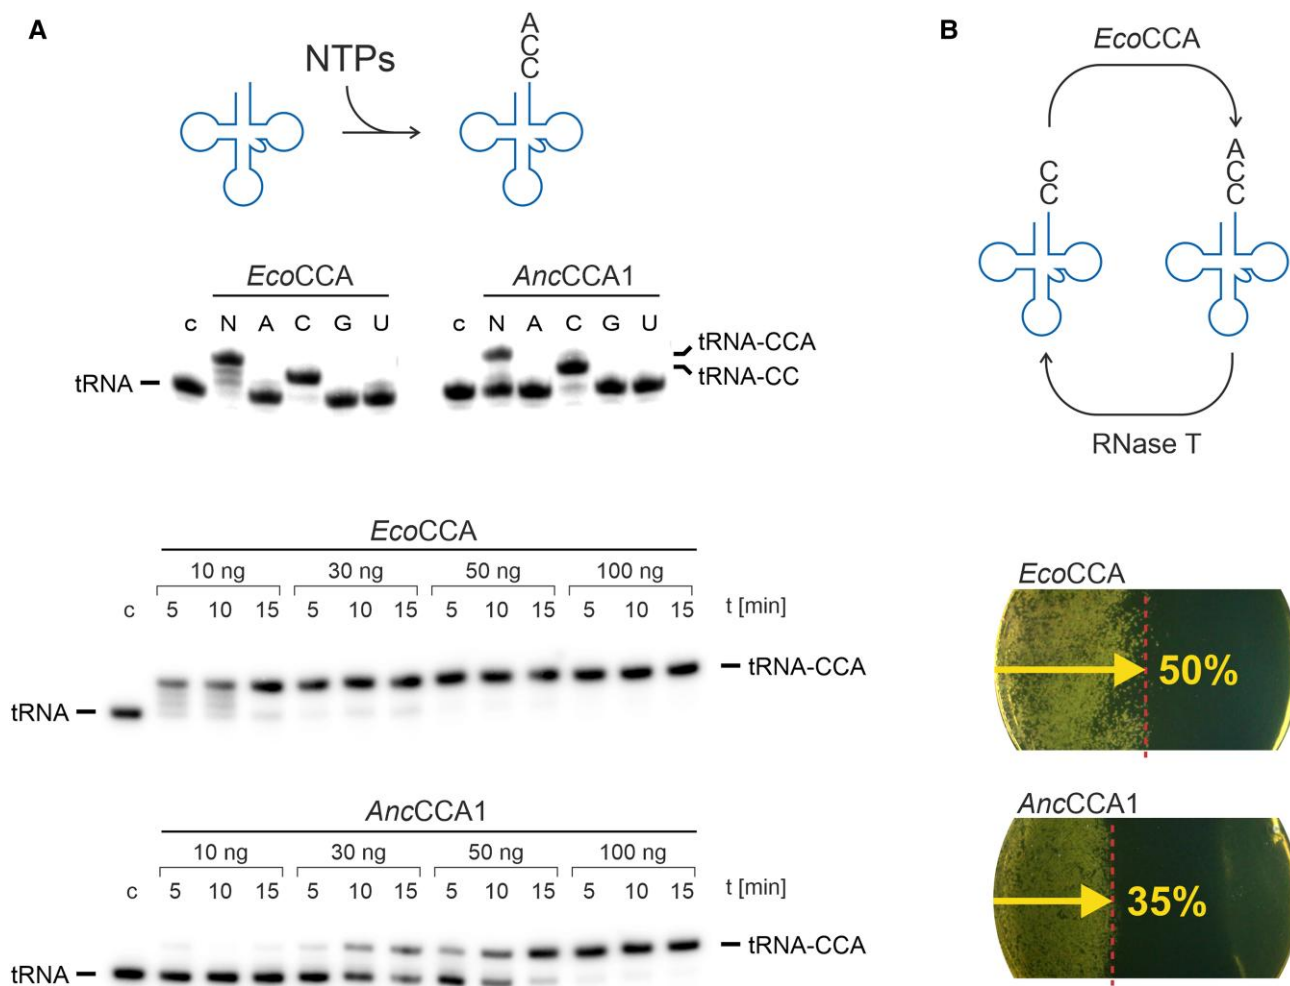 A
NTPs
A
C
C
EcoCCA
AncCCA1
c N A C G U
c N A C G U
tRNA
tRNA-CCA
tRNA-CC
EcoCCA
10 ng 30 ng 50 ng 100 ng
c 5 10 15 5 10 15 5 10 15 5 10 15 t [min]
tRNA-CCA
tRNA
AncCCA1
10 ng 30 ng 50 ng 100 ng
c 5 10 15 5 10 15 5 10 15 5 10 15 t [min]
tRNA-CCA
tRNA
B
EcoCCA
C
C
A
C
C
RNase T
EcoCCA
50%
AncCCA1
35%